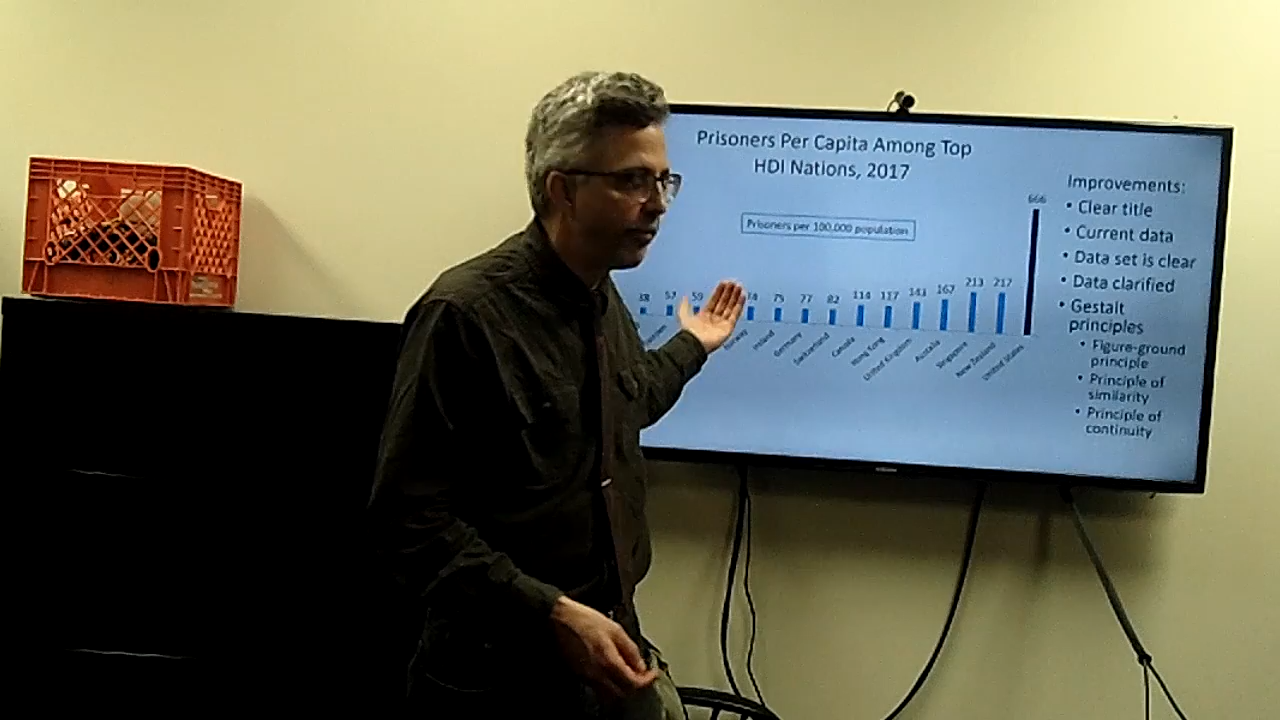 Prisoners Per Capita Among Top
HDI Nations, 2017
Prisoners per 100,000 population
38 57 59 74 75 77 82 114 117 143 167 213 217 666
Norway
Ireland
Germany
Switzerland
Canada
Hong Kong
United Kingdom
Australia
Singapore
New Zealand
United States
Improvements:
• Clear title
• Current data
• Data set is clear
• Data clarified
• Gestalt
principles
• Figure-ground
principle
• Principle of
similarity
• Principle of
continuity